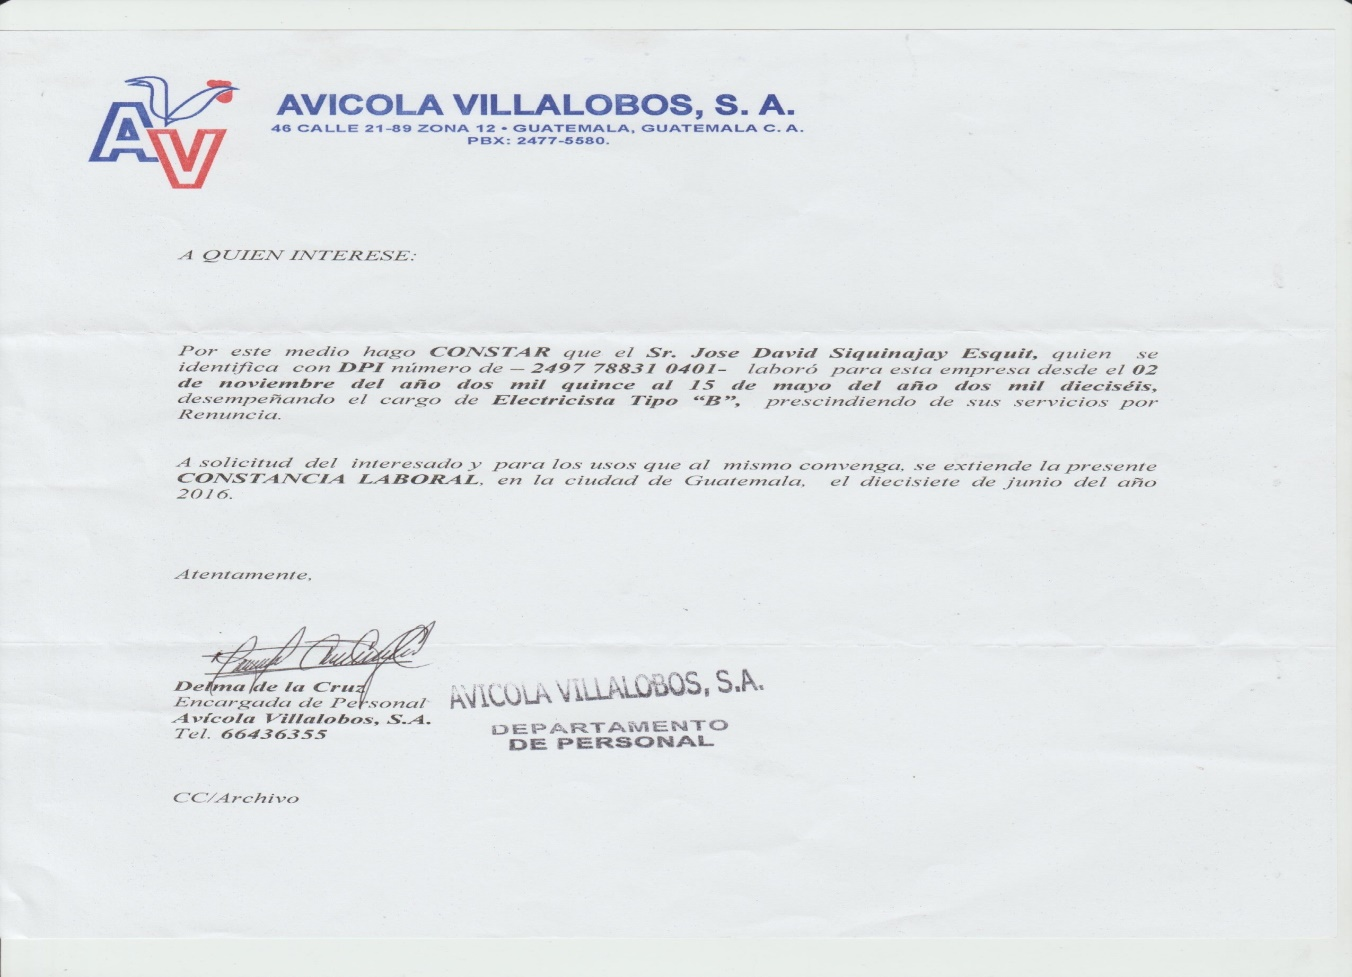 AV
AVICOLA VILLALOBOS, S. A.
46 CALLE 21-89 ZONA 12 • GUATEMALA, GUATEMALA C. A.
PBX: 2477-5580.
A QUIEN INTERESE:
Por este medio hago CONSTAR que el Sr. Jose David Siquinajay Esquit, quien se
identifica con DPI número de – 2497 78831 0401- laboró para esta empresa desde el 02
de noviembre del año dos mil quince al 15 de mayo del año dos mil dieciséis,
desempeñando el cargo de Electricista Tipo “B”, prescindiendo de sus servicios por
Renuncia.
A solicitud del interesado y para los usos que al mismo convenga, se extiende la presente
CONSTANCIA LABORAL, en la ciudad de Guatemala, el diecisiete de junio del año
2016.
Atentamente,
Delma de la Cruz
Encargada de Personal
Avícola Villalobos, S.A.
Tel. 66436355
AVICOLA VILLALOBOS, S.A.
DEPARTAMENTO
DE PERSONAL
CC/Archivo